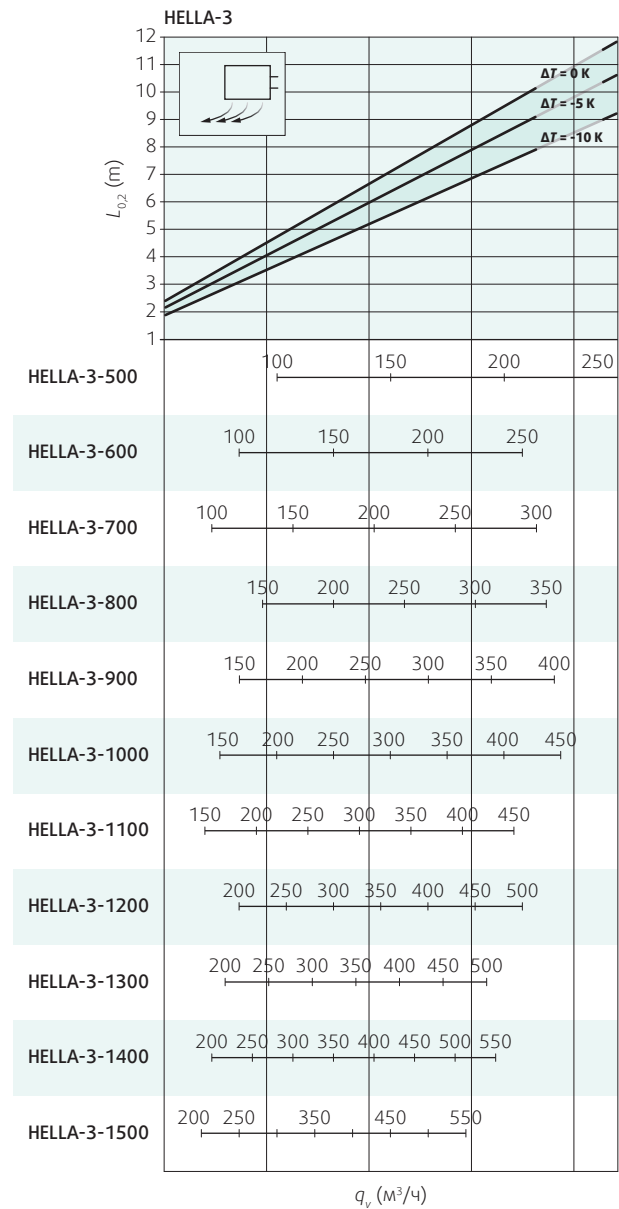 HELLA-3
12
11
10
9
8
7
6
5
4
3
2
1
L0,2 (m)
ΔT = 0 K
ΔT = -5 K
ΔT = -10 K
HELLA-3-500 100 150 200 250
HELLA-3-600 100 150 200 250
HELLA-3-700 100 150 200 250 300
HELLA-3-800 150 200 250 300 350
HELLA-3-900 150 200 250 300 350 400
HELLA-3-1000 150 200 250 300 350 400 450
HELLA-3-1100 150 200 250 300 350 400 450
HELLA-3-1200 200 250 300 350 400 450 500
HELLA-3-1300 200 250 300 350 400 450 500
HELLA-3-1400 200 250 300 350 400 450 500 550
HELLA-3-1500 200 250 350 450 550
qv (м³/ч)